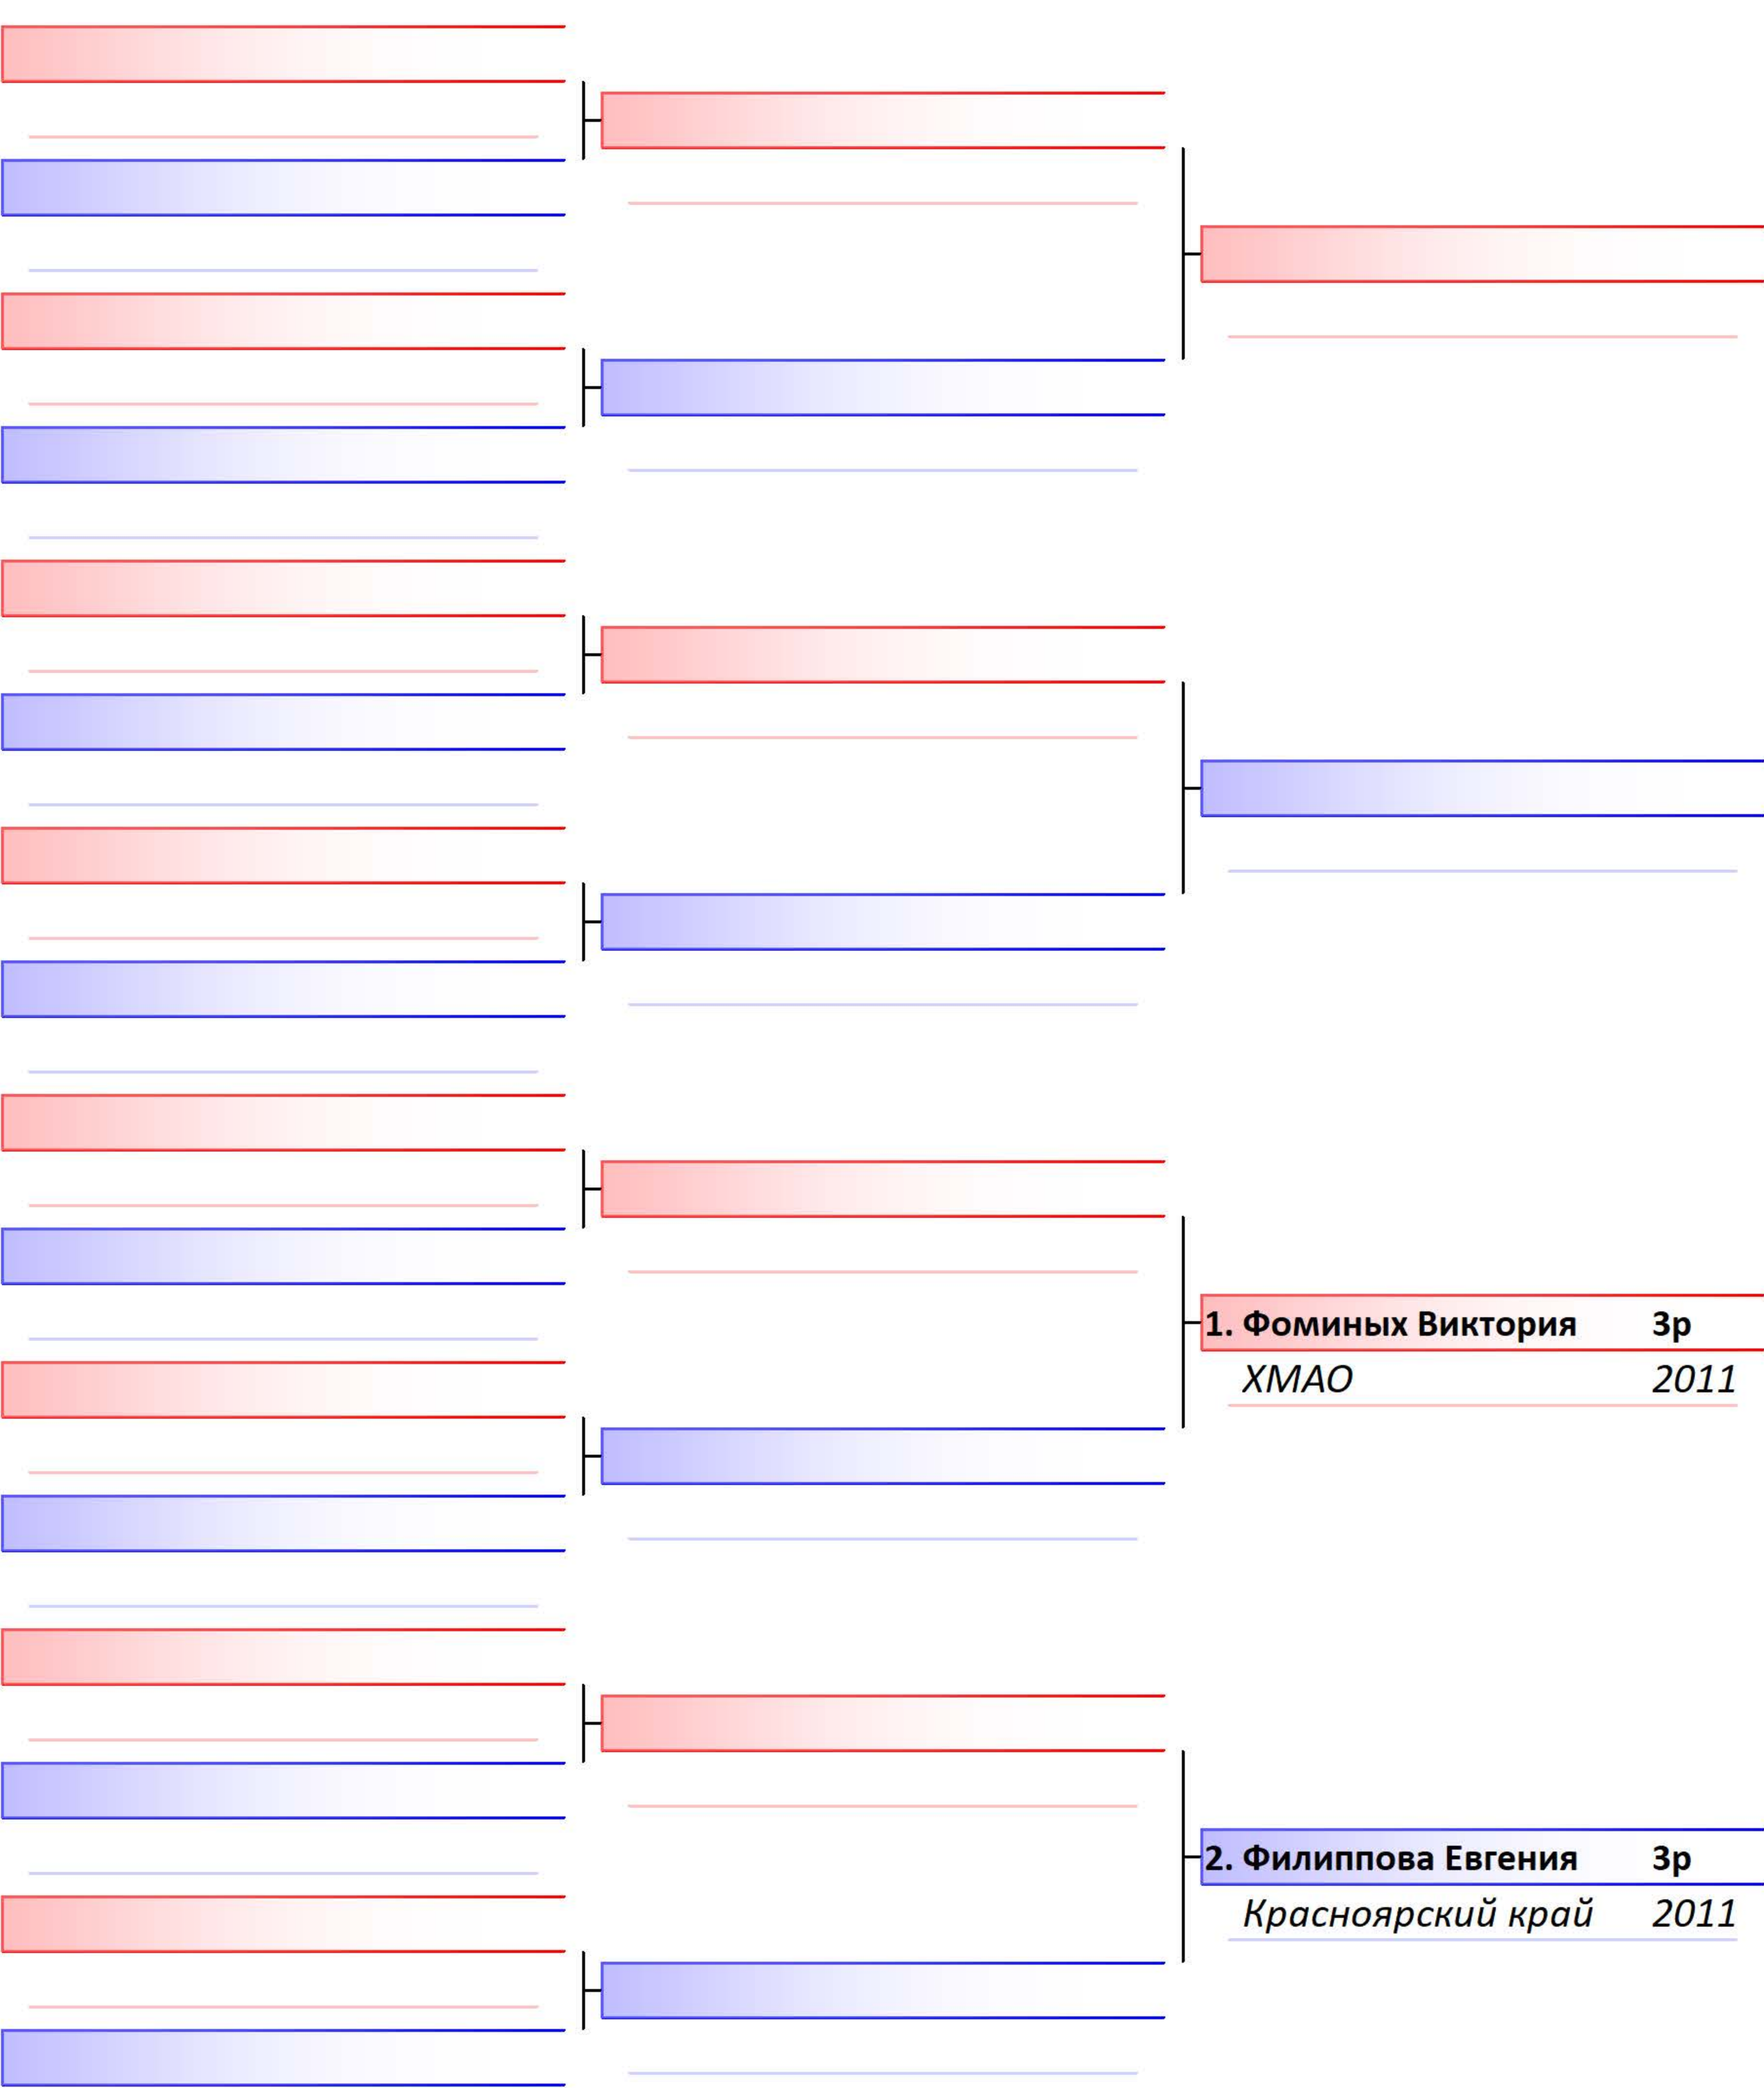 1. Фоминых Виктория 3р
ХМАО 2011
2. Филиппова Евгения 3р
Красноярский край 2011